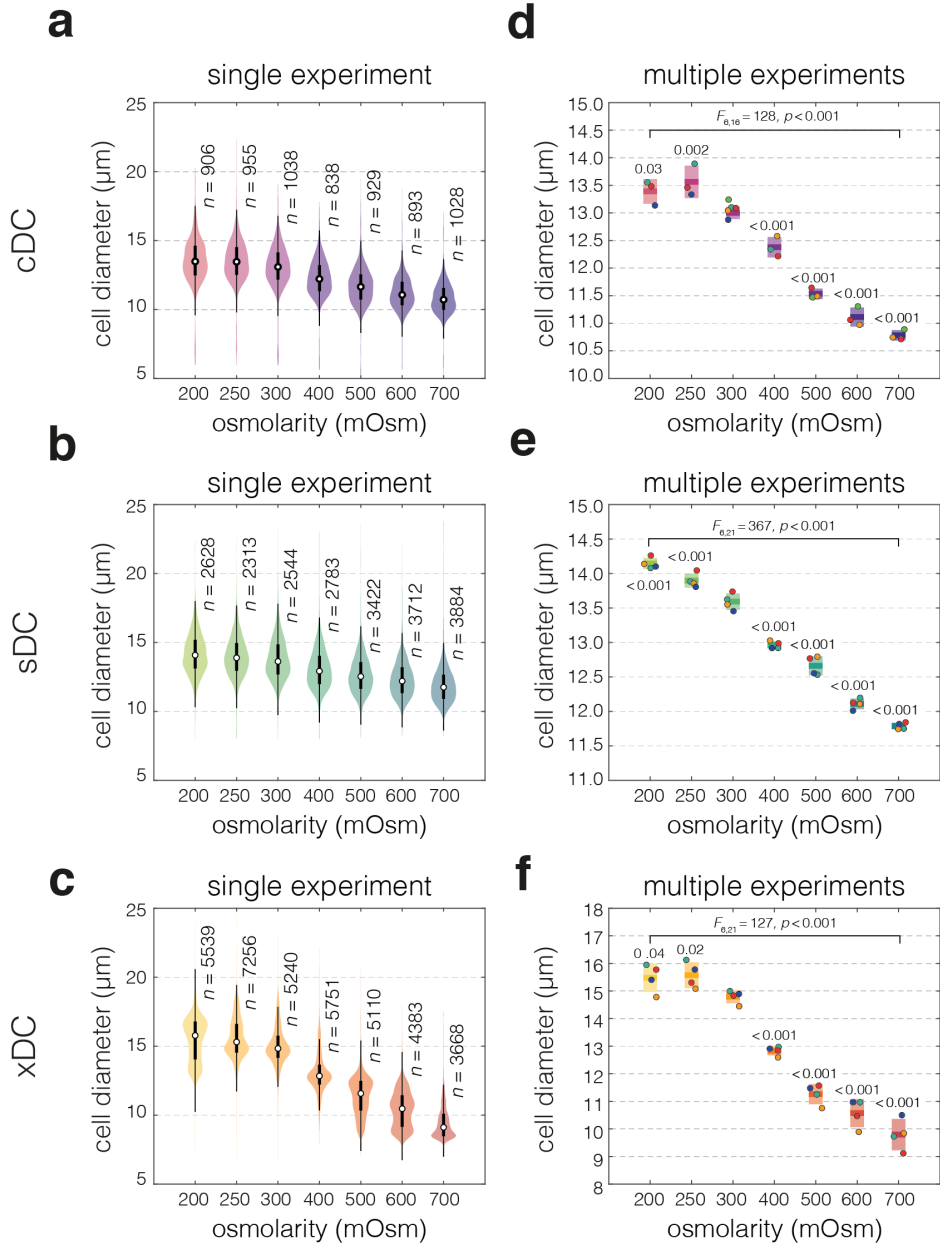 a
single experiment
cDC
cell diameter (µm)
25
20
15
10
5
n = 906
n = 955
n = 1038
n = 838
n = 929
n = 893
n = 1028
200 250 300 400 500 600 700
osmolarity (mOsm)
d
multiple experiments
cell diameter (µm)
15.0
14.5
14.0
13.5
13.0
12.5
12.0
11.5
11.0
10.5
10.0
F6,16 = 128, p<0.001
0.03
0.002
<0.001
<0.001
<0.001
<0.001
200 250 300 400 500 600 700
osmolarity (mOsm)
b
single experiment
sDC
cell diameter (µm)
25
20
15
10
5
n = 2628
n = 2313
n = 2544
n = 2783
n = 3422
n = 3712
n = 3884
200 250 300 400 500 600 700
osmolarity (mOsm)
e
multiple experiments
cell diameter (µm)
15.0
14.5
14.0
13.5
13.0
12.5
12.0
11.5
11.0
F6,21 = 367, p<0.001
<0.001
<0.001
<0.001
<0.001
<0.001
<0.001
200 250 300 400 500 600 700
osmolarity (mOsm)
c
single experiment
xDC
cell diameter (µm)
25
20
15
10
5
n = 5539
n = 7256
n = 5240
n = 5751
n = 5110
n = 4383
n = 3668
200 250 300 400 500 600 700
osmolarity (mOsm)
f
multiple experiments
cell diameter (µm)
18
17
16
15
13
12
11
10
9
8
F6,21 = 127, p<0.001
0.04
0.02
<0.001
<0.001
<0.001
<0.001
200 250 300 400 500 600 700
osmolarity (mOsm)